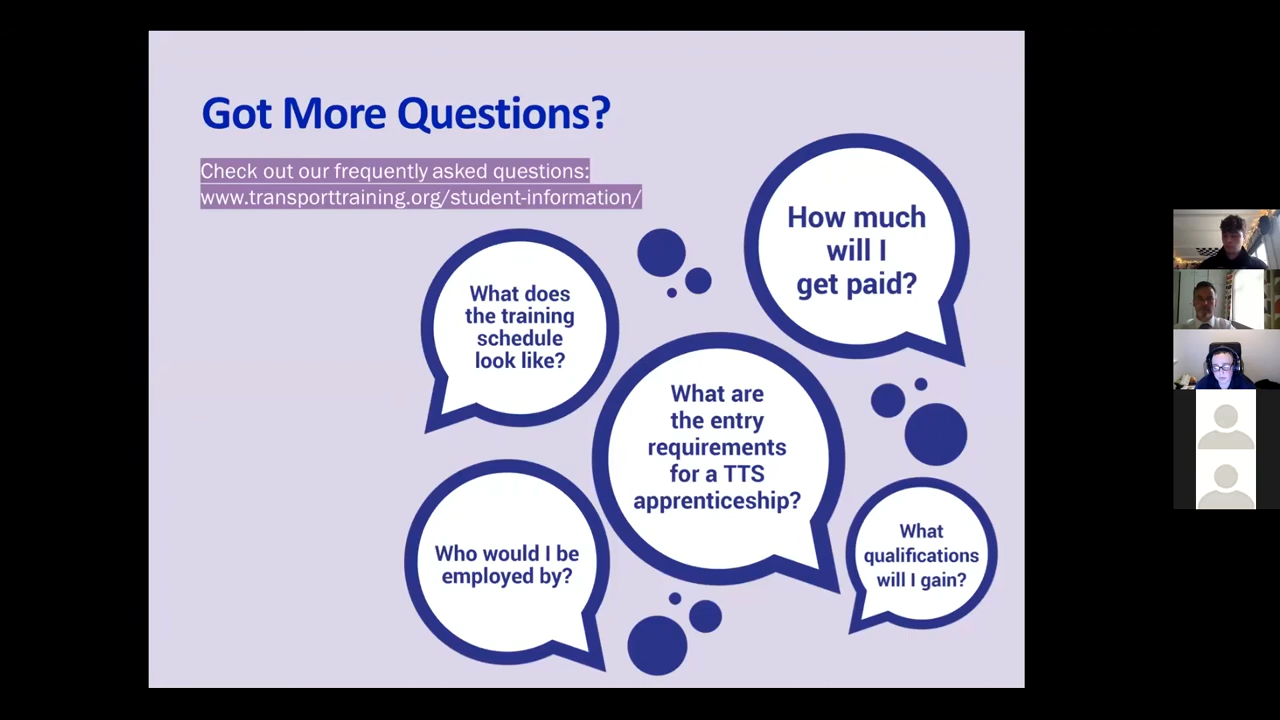 Got More Questions?
Check out our frequently asked questions:
www.transporttraining.org/student-information/
How much
will I
get paid?
What does
the training
schedule
look like?
What are
the entry
requirements
for a TTS
apprenticeship?
Who would I be
employed by?
What
qualifications
will I gain?